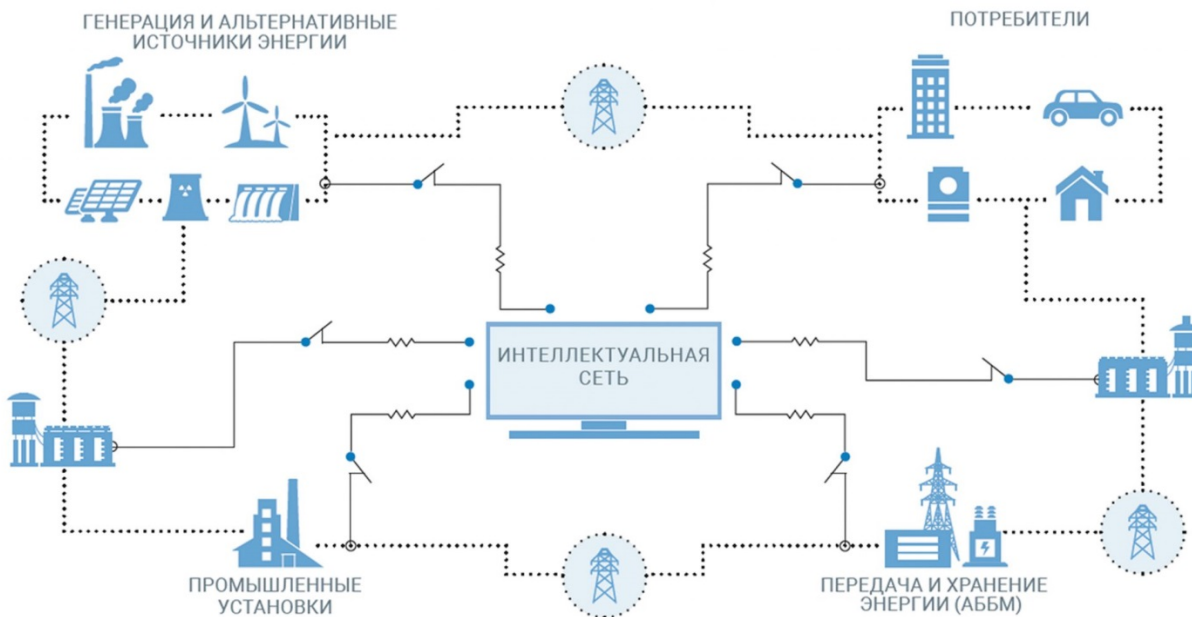 ГЕНЕРАЦИЯ И АЛЬТЕРНАТИВНЫЕ
ИСТОЧНИКИ ЭНЕРГИИ
ПОТРЕБИТЕЛИ
ИНТЕЛЛЕКТУАЛЬНАЯ
СЕТЬ
ПРОМЫШЛЕННЫЕ
УСТАНОВКИ
ПЕРЕДАЧА И ХРАНЕНИЕ
ЭНЕРГИИ (АББМ)